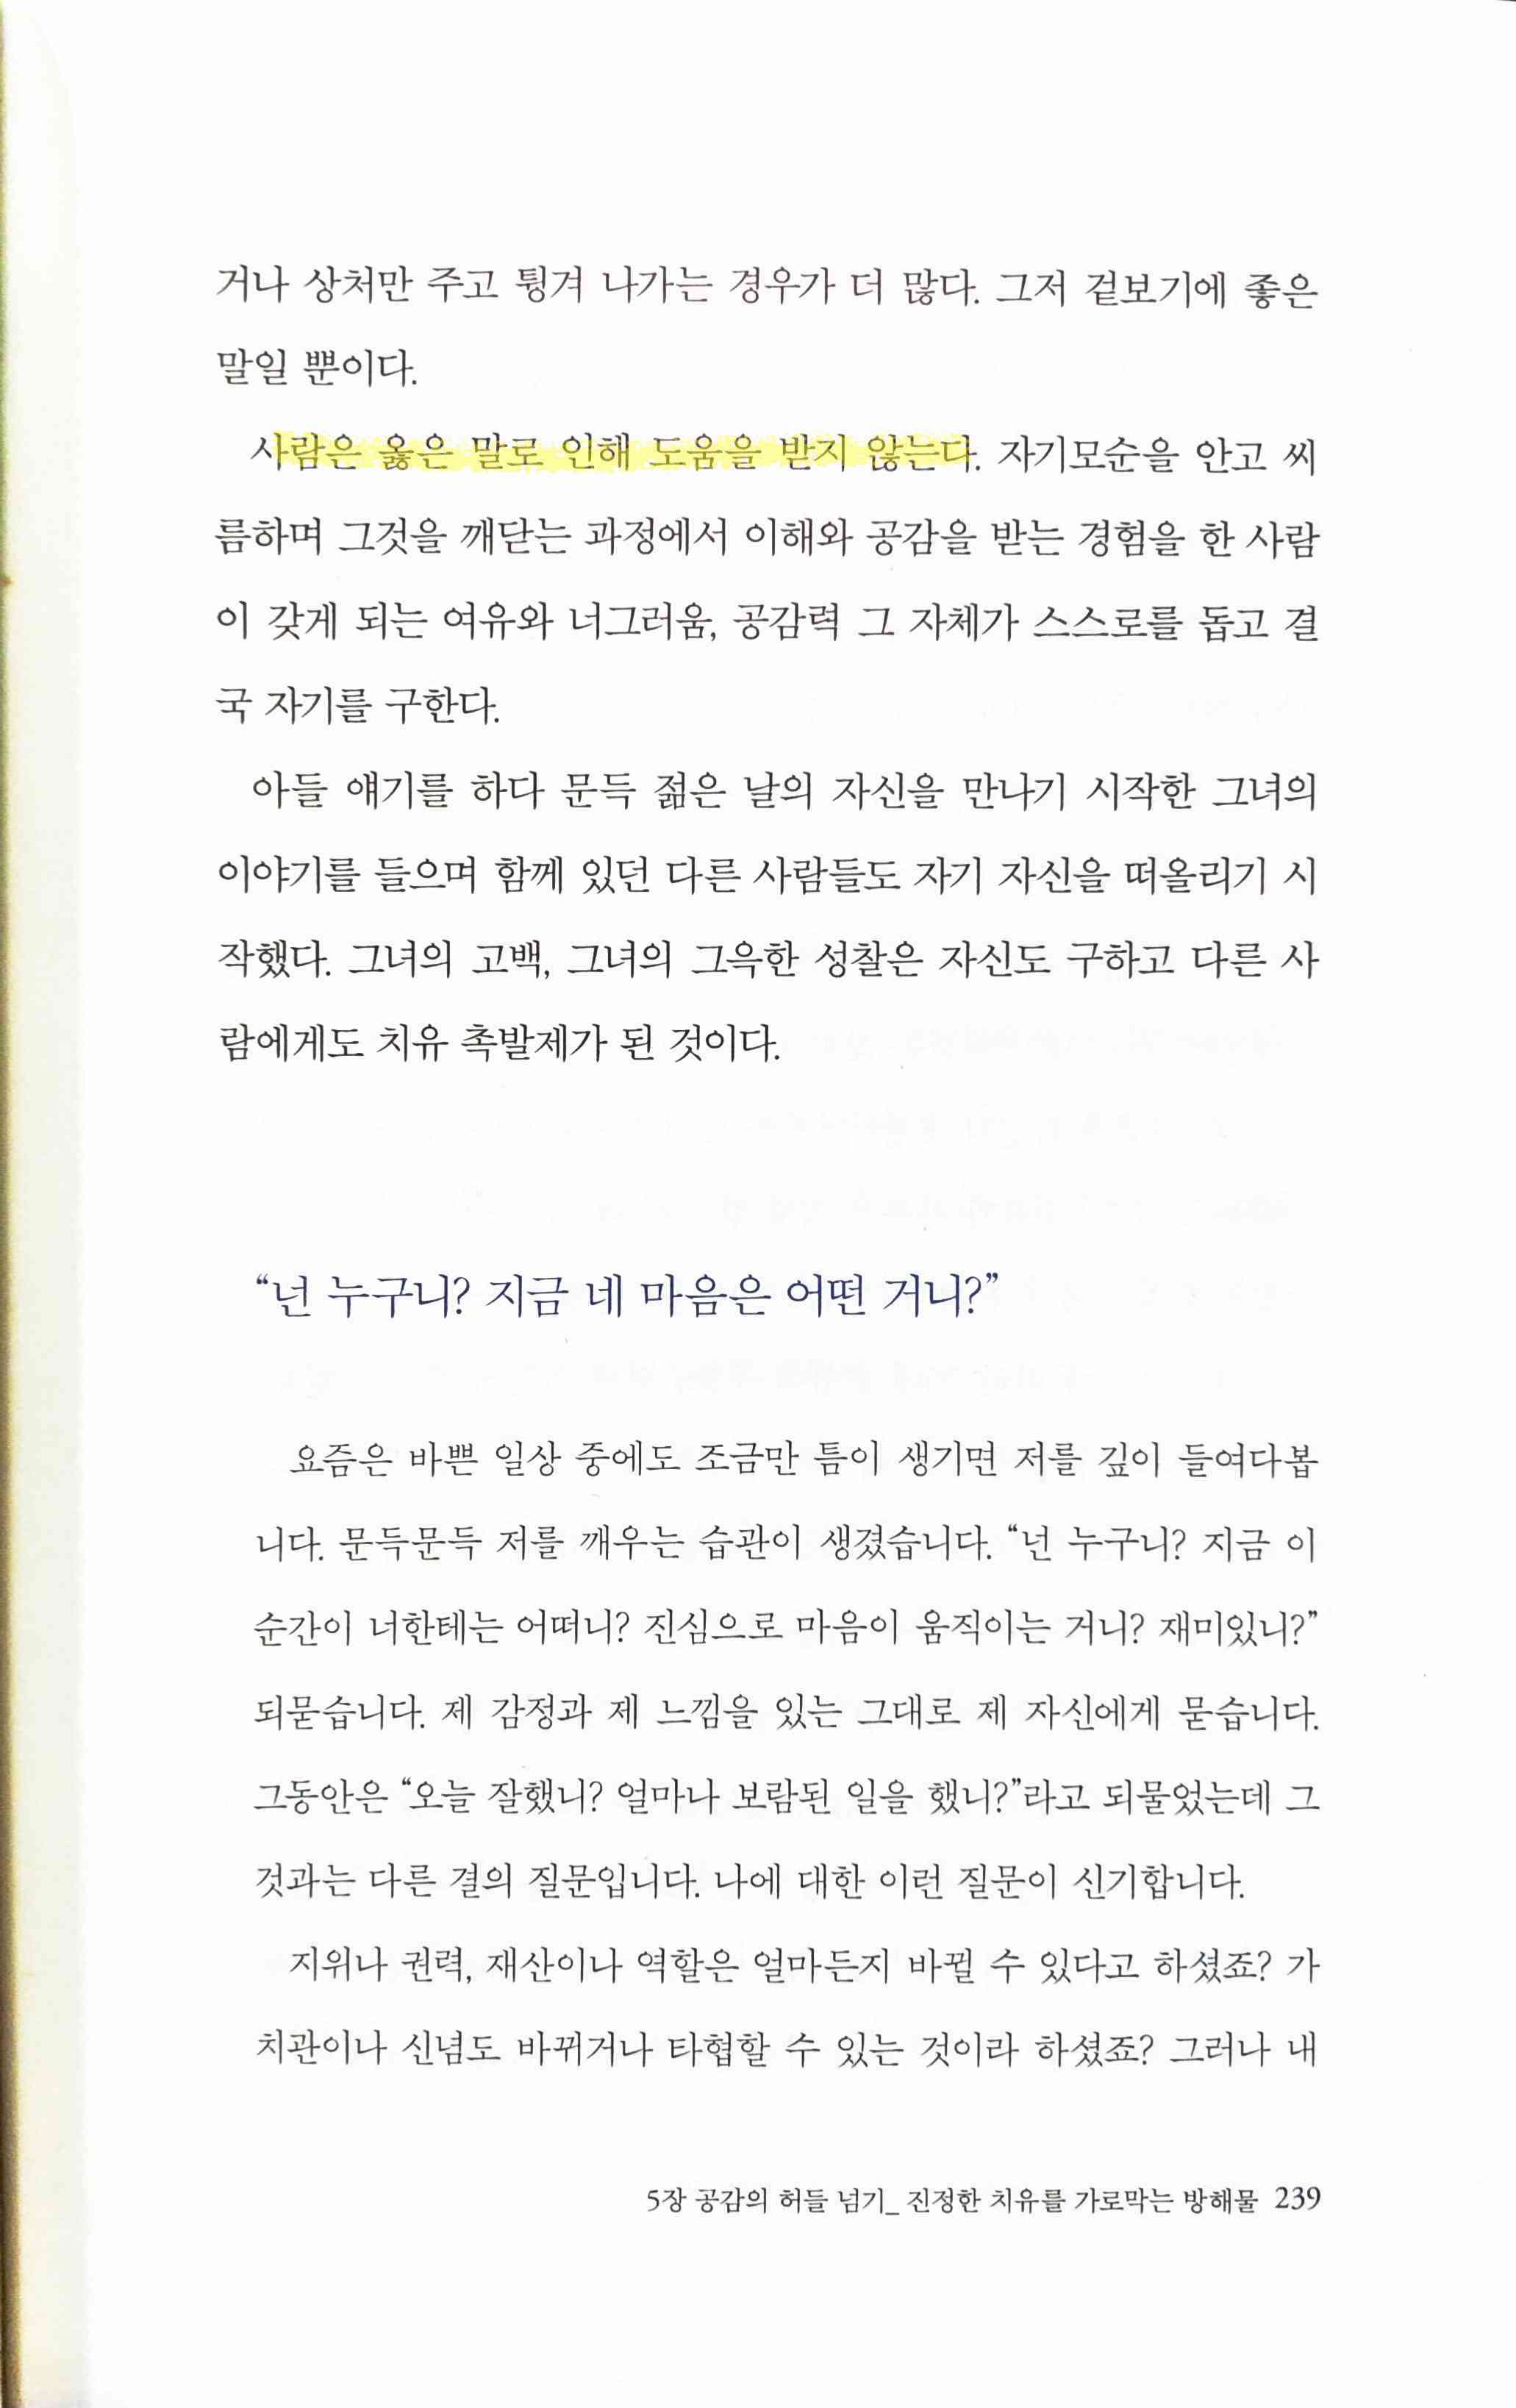 거나 상처만 주고 튕겨 나가는 경우가 더 많다. 그저 겉보기에 좋은
말일 뿐이다.
사람은 옳은 말로 인해 도움을 받지 않는다. 자기모순을 안고 씨
름하며 그것을 깨닫는 과정에서 이해와 공감을 받는 경험을 한 사람
이 갖게 되는 여유와 너그러움, 공감력 그 자체가 스스로를 돕고 결
국 자기를 구한다.
아들 얘기를 하다 문득 젊은 날의 자신을 만나기 시작한 그녀의
이야기를 들으며 함께 있던 다른 사람들도 자기 자신을 떠올리기 시
작했다. 그녀의 고백, 그녀의 그윽한 성찰은 자신도 구하고 다른 사
람에게도 치유 촉발제가 된 것이다.
“넌 누구니? 지금 네 마음은 어떤 거니?”
요즘은 바쁜 일상 중에도 조금만 틈이 생기면 저를 깊이 들여다봅
니다. 문득문득 저를 깨우는 습관이 생겼습니다. “넌 누구니? 지금 이
순간이 너한테는 어떠니? 진심으로 마음이 움직이는 거니? 재미있니?”
되묻습니다. 제 감정과 제 느낌을 있는 그대로 제 자신에게 묻습니다.
그동안은 “오늘 잘했니? 얼마나 보람된 일을 했니?”라고 되물었는데 그
것과는 다른 결의 질문입니다. 나에 대한 이런 질문이 신기합니다.
지위나 권력, 재산이나 역할은 얼마든지 바뀔 수 있다고 하셨죠? 가
치관이나 신념도 바뀌거나 타협할 수 있는 것이라 하셨죠? 그러나 내
5장 공감의 허들 넘기_ 진정한 치유를 가로막는 방해물 239